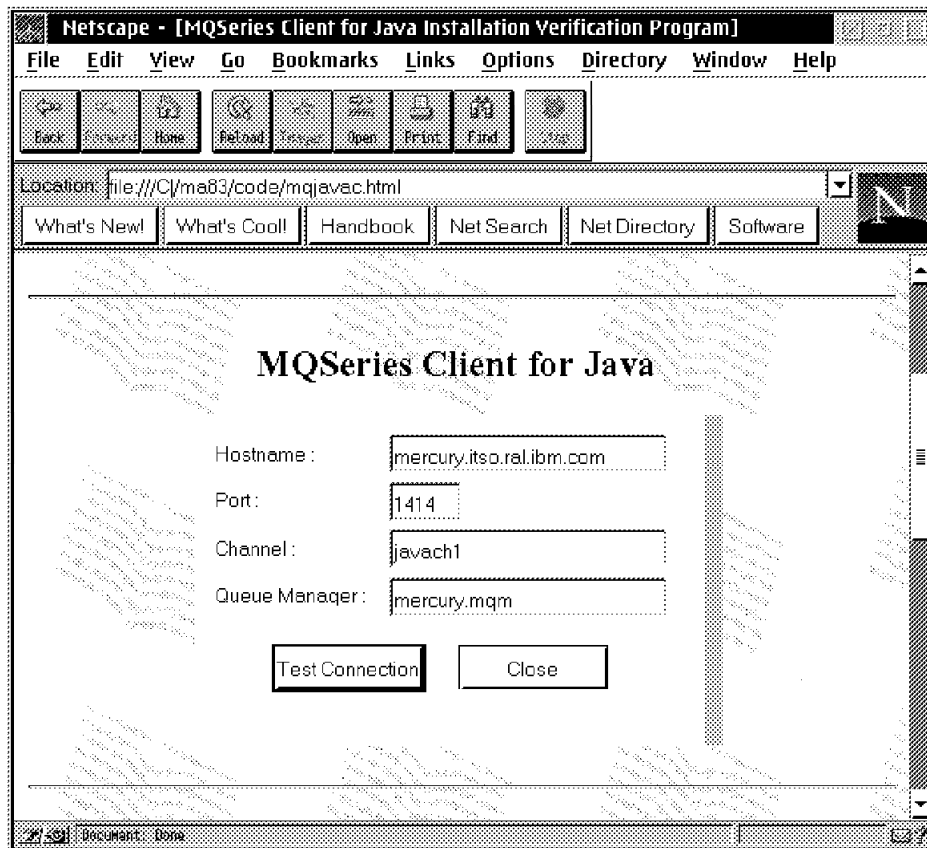 Netscape - [MQSeries Client for Java Installation Verification Program]
File Edit View Go Bookmarks Links Options Directory Window Help
Back Forward Home Reload Images Open Print Find Stop
Location: file:///C|/ma83/code/mqjavac.html
N
What's New! What's Cool! Handbook Net Search Net Directory Software
MQSeries Client for Java
Hostname : mercury.itso.ral.ibm.com
Port : 1414
Channel : javach1
Queue Manager : mercury.mqm
Test Connection Close
Document: Done